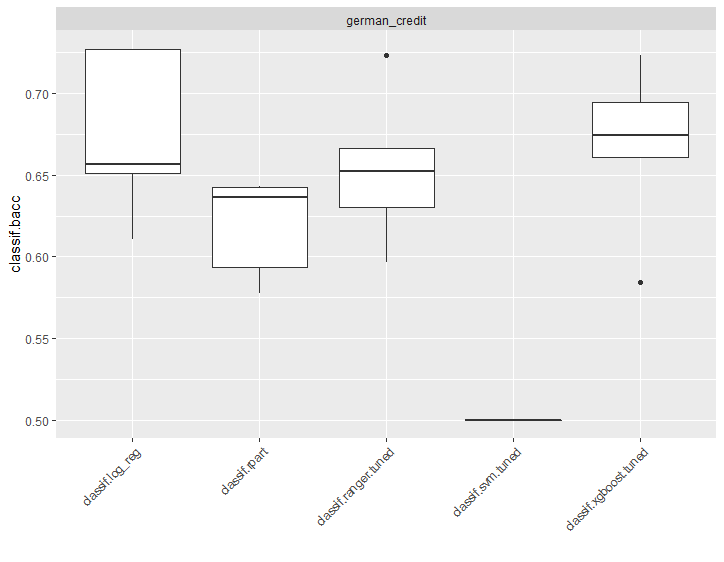 german_credit
classif.bacc
0.70
0.65
0.60
0.55
0.50
classif.log_reg
classif.rpart
classif.ranger.tuned
classif.svm.tuned
classif.xgboost.tuned